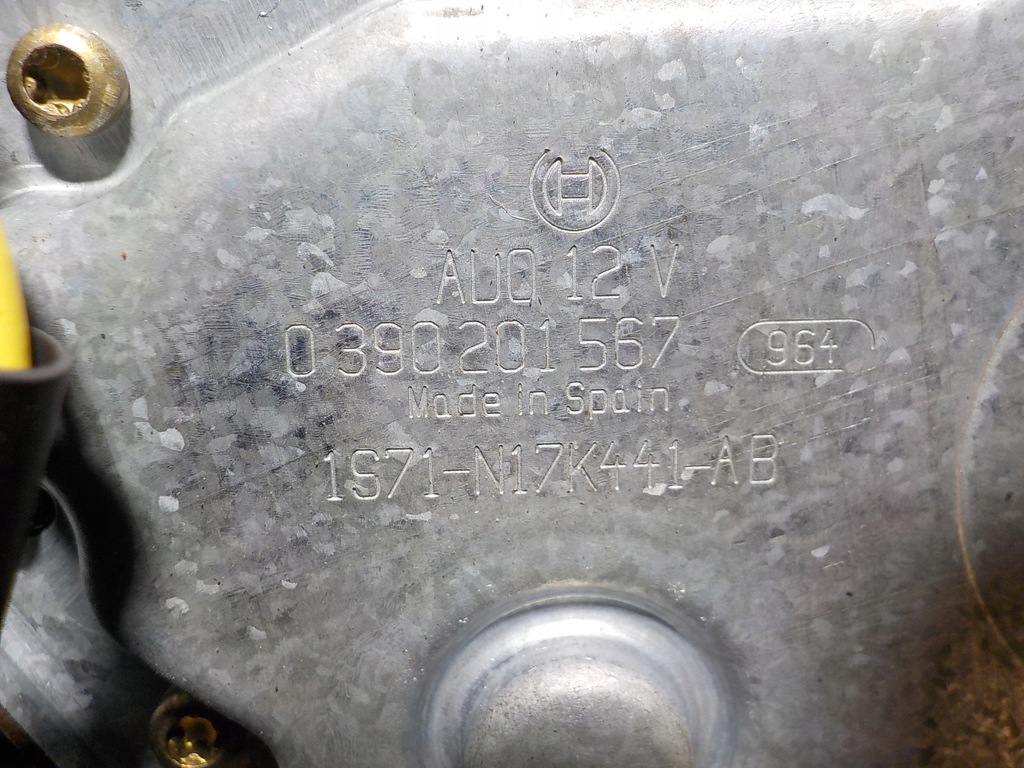 AUQ 12 V
0 390 201 567 964
Made in Spain
1S71-N17K441-AB